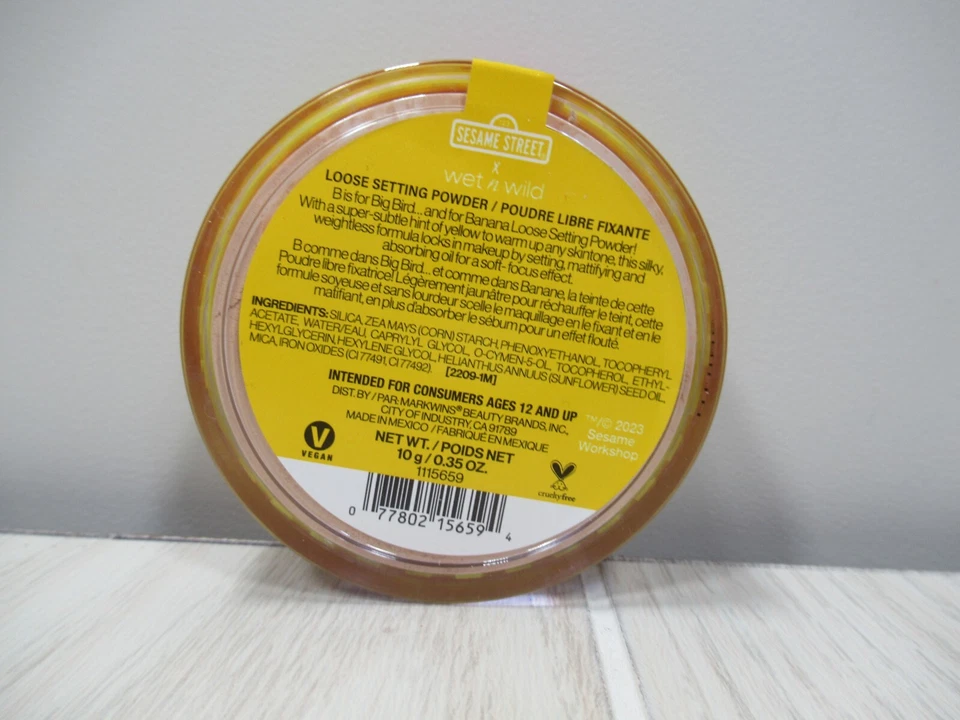 SESAME STREET
x
wet n wild
LOOSE SETTING POWDER / POUDRE LIBRE FIXANTE
B is for Big Bird... and for Banana Loose Setting Powder!
With a super-subtle hint of yellow to warm up any skintone, this silky,
weightless formula locks in makeup by setting, mattifying and
absorbing oil for a soft-focus effect.
B comme dans Big Bird... et comme dans Banane, la teinte de cette
Poudre libre fixatrice! Légèrement jaunâtre pour réchauffer le teint, cette
formule soyeuse et sans lourdeur scelle le maquillage en le fixant et en le
matifiant, en plus d'absorber le sébum pour un effet flouté.
INGREDIENTS: SILICA, ZEA MAYS (CORN) STARCH, PHENOXYETHANOL, TOCOPHERYL
ACETATE, WATER/EAU, CAPRYLYL GLYCOL, O-CYMEN-5-OL, TOCOPHEROL, ETHYL-
HEXYLGLYCERIN, HEXYLENE GLYCOL, HELIANTHUS ANNUUS (SUNFLOWER) SEED OIL,
MICA, IRON OXIDES (CI 77491, CI 77492). [2209-1M]
INTENDED FOR CONSUMERS AGES 12 AND UP
DIST. BY / PAR: MARKWINS® BEAUTY BRANDS, INC.,
CITY OF INDUSTRY, CA 91789
MADE IN MEXICO / FABRIQUÉ EN MEXIQUE
NET WT. / POIDS NET
10 g / 0.35 OZ.
1115659
™/© 2023
Sesame
Workshop
V
VEGAN
crueltyfree
0 77802 15659 4